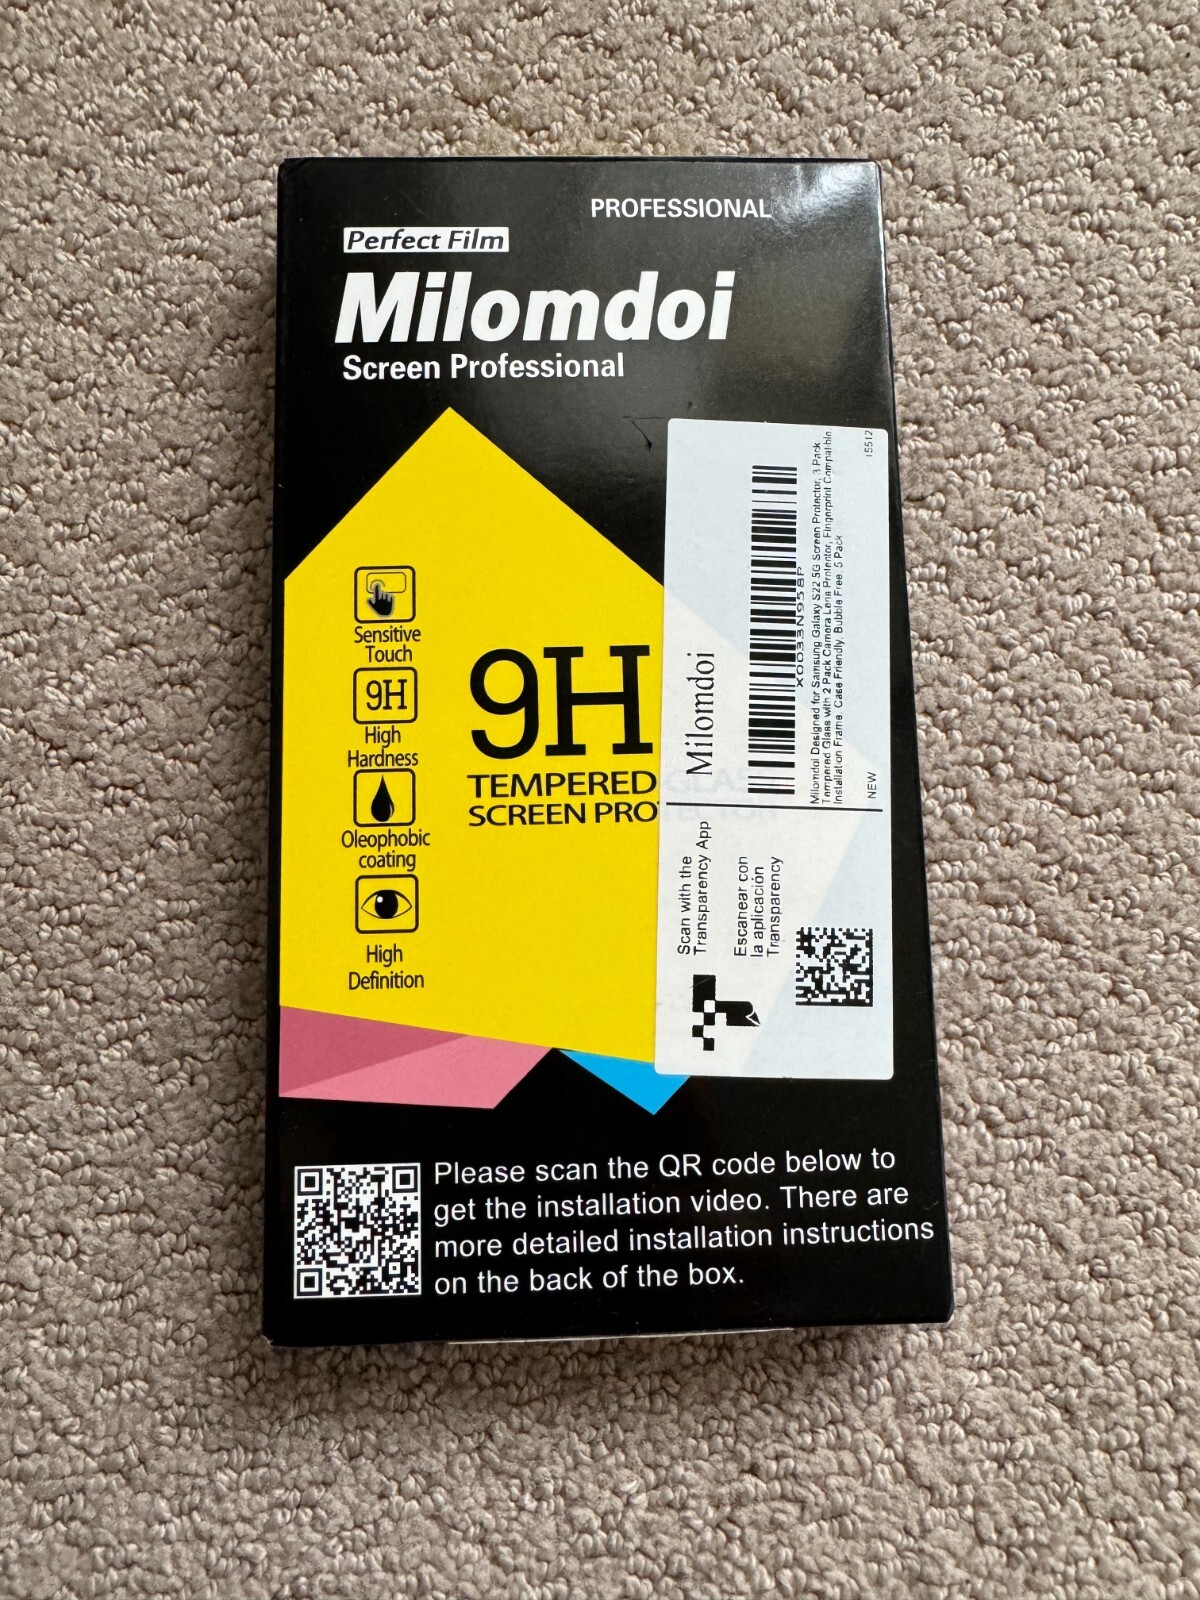 PROFESSIONAL
Perfect Film
Milomdoi
Screen Professional
Sensitive
Touch
9H
High
Hardness
Oleophobic
coating
High
Definition
9H
TEMPERED GLASS
SCREEN PROTECTOR
Milomdoi
X0033N958P
Milomdoi Designed for Samsung Galaxy S22 5G Screen Protector, 3 Pack
Tempered Glass with 2 Pack Camera Lens Protector, Fingerprint Compatible,
Installation Frame, Case Friendly, Bubble Free, 5 Pack
NEW
15512
Scan with the
Transparency App
Escanear con
la aplicación
Transparency
Please scan the QR code below to
get the installation video. There are
more detailed installation instructions
on the back of the box.